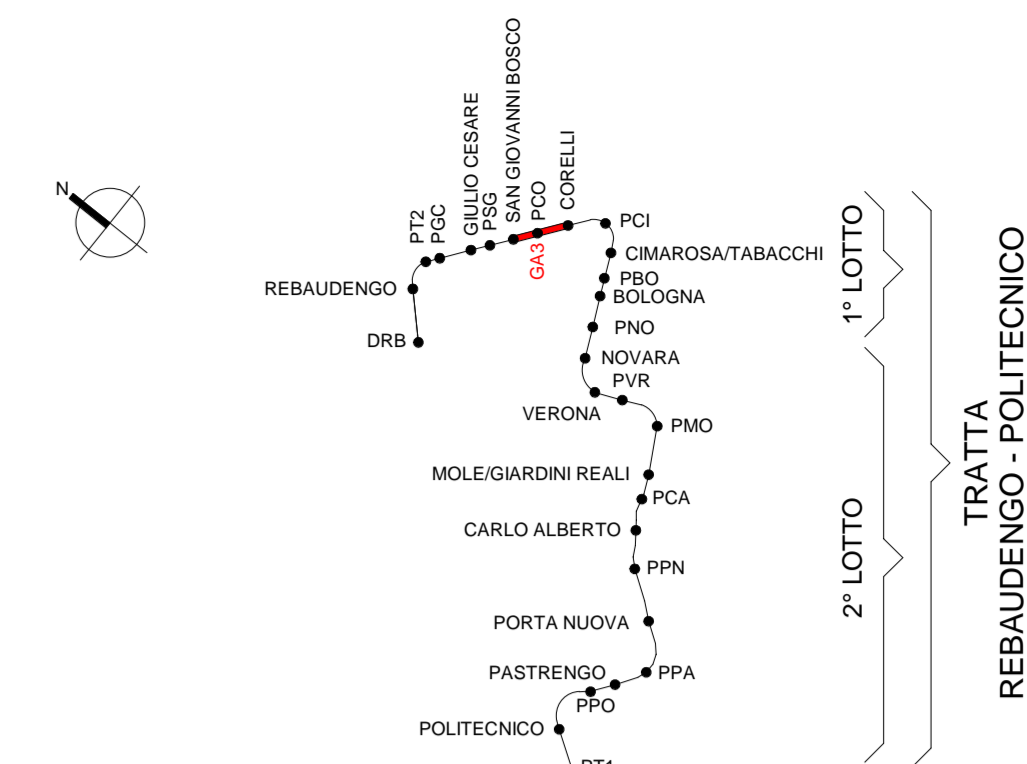 N
PT2
PGC
GIULIO CESARE
PSG
SAN GIOVANNI BOSCO
PCO
GA3
CORELLI
PCI
CIMAROSA/TABACCHI
REBAUDENGO
PBO
BOLOGNA
PNO
DRB
NOVARA
PVR
VERONA
PMO
MOLE/GIARDINI REALI
PCA
CARLO ALBERTO
PPN
PORTA NUOVA
PASTRENGO
PPA
PPO
POLITECNICO
PT1
1° LOTTO
2° LOTTO
TRATTA
REBAUDENGO - POLITECNICO